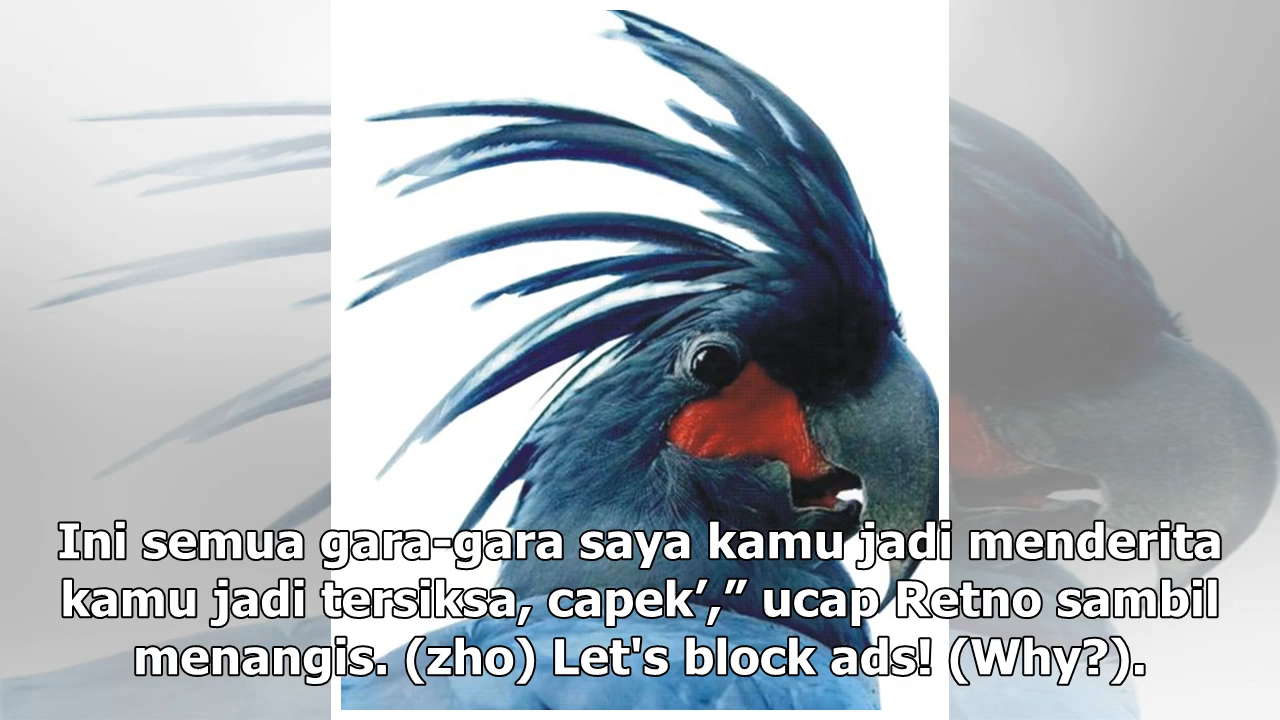 Ini semua gara-gara saya kamu jadi menderita
kamu jadi tersiksa, capek’,” ucap Retno sambil
menangis. (zho) Let's block ads! (Why?).